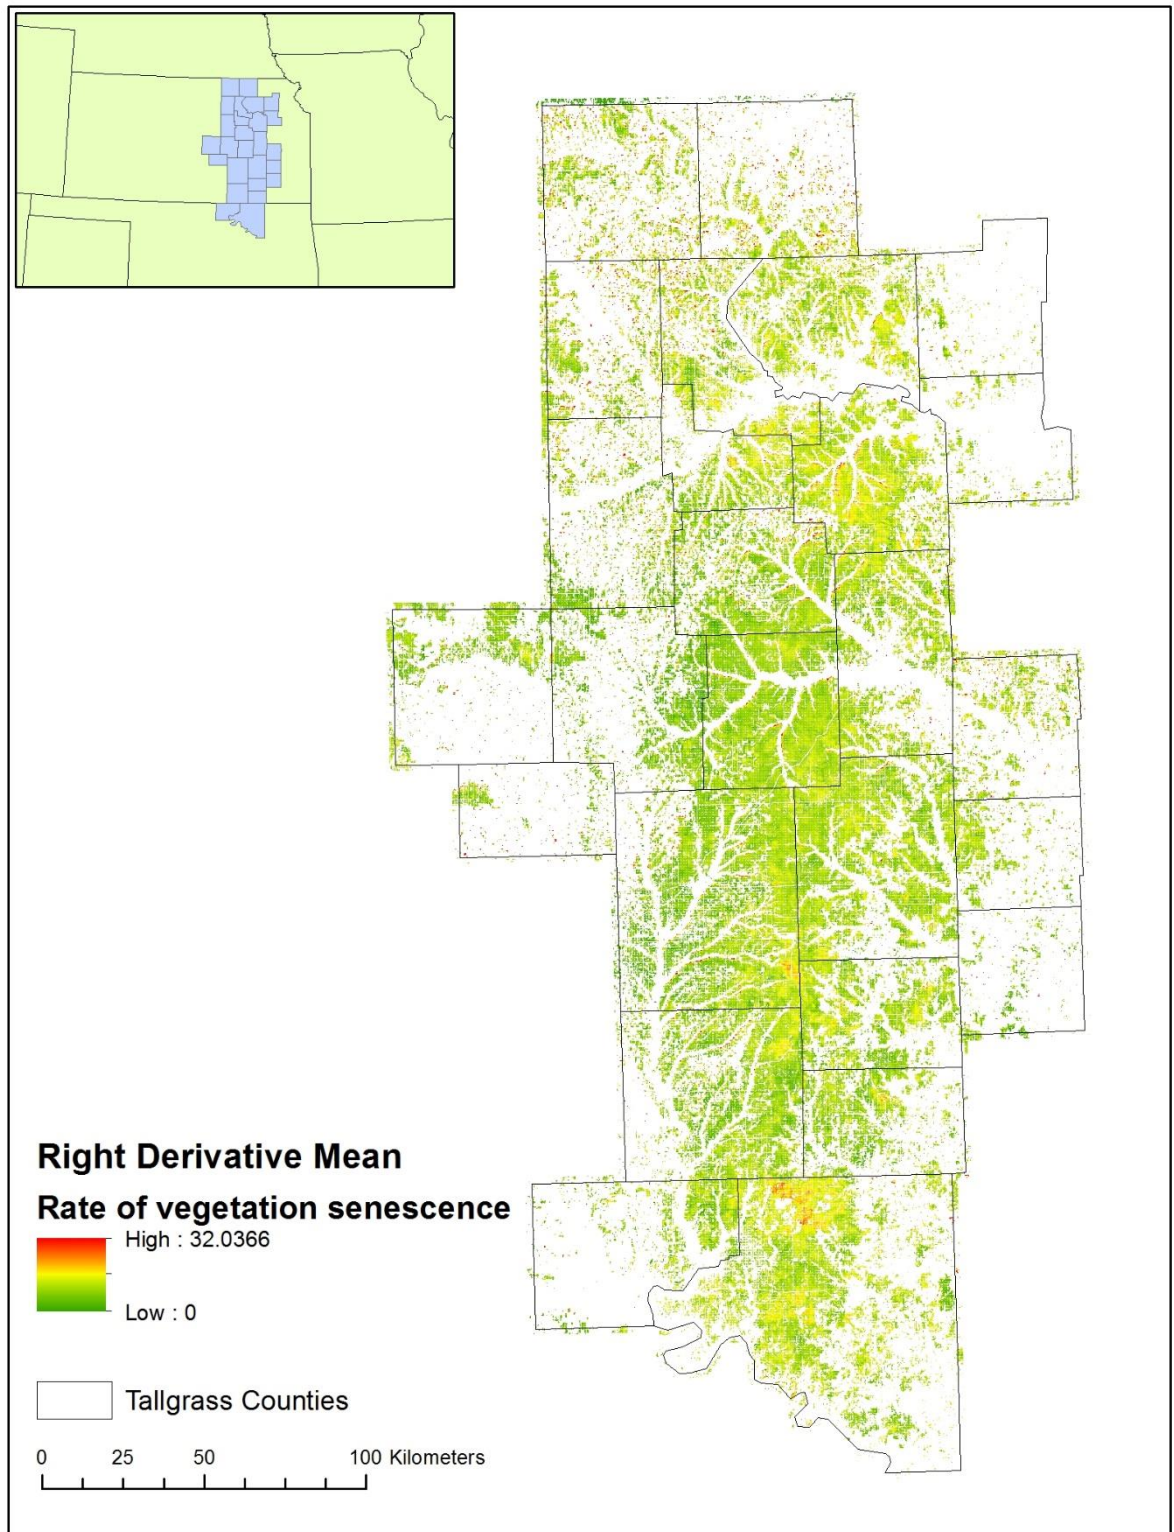 Right Derivative Mean
Rate of vegetation senescence
High : 32.0366
Low : 0
Tallgrass Counties
0 25 50 100 Kilometers